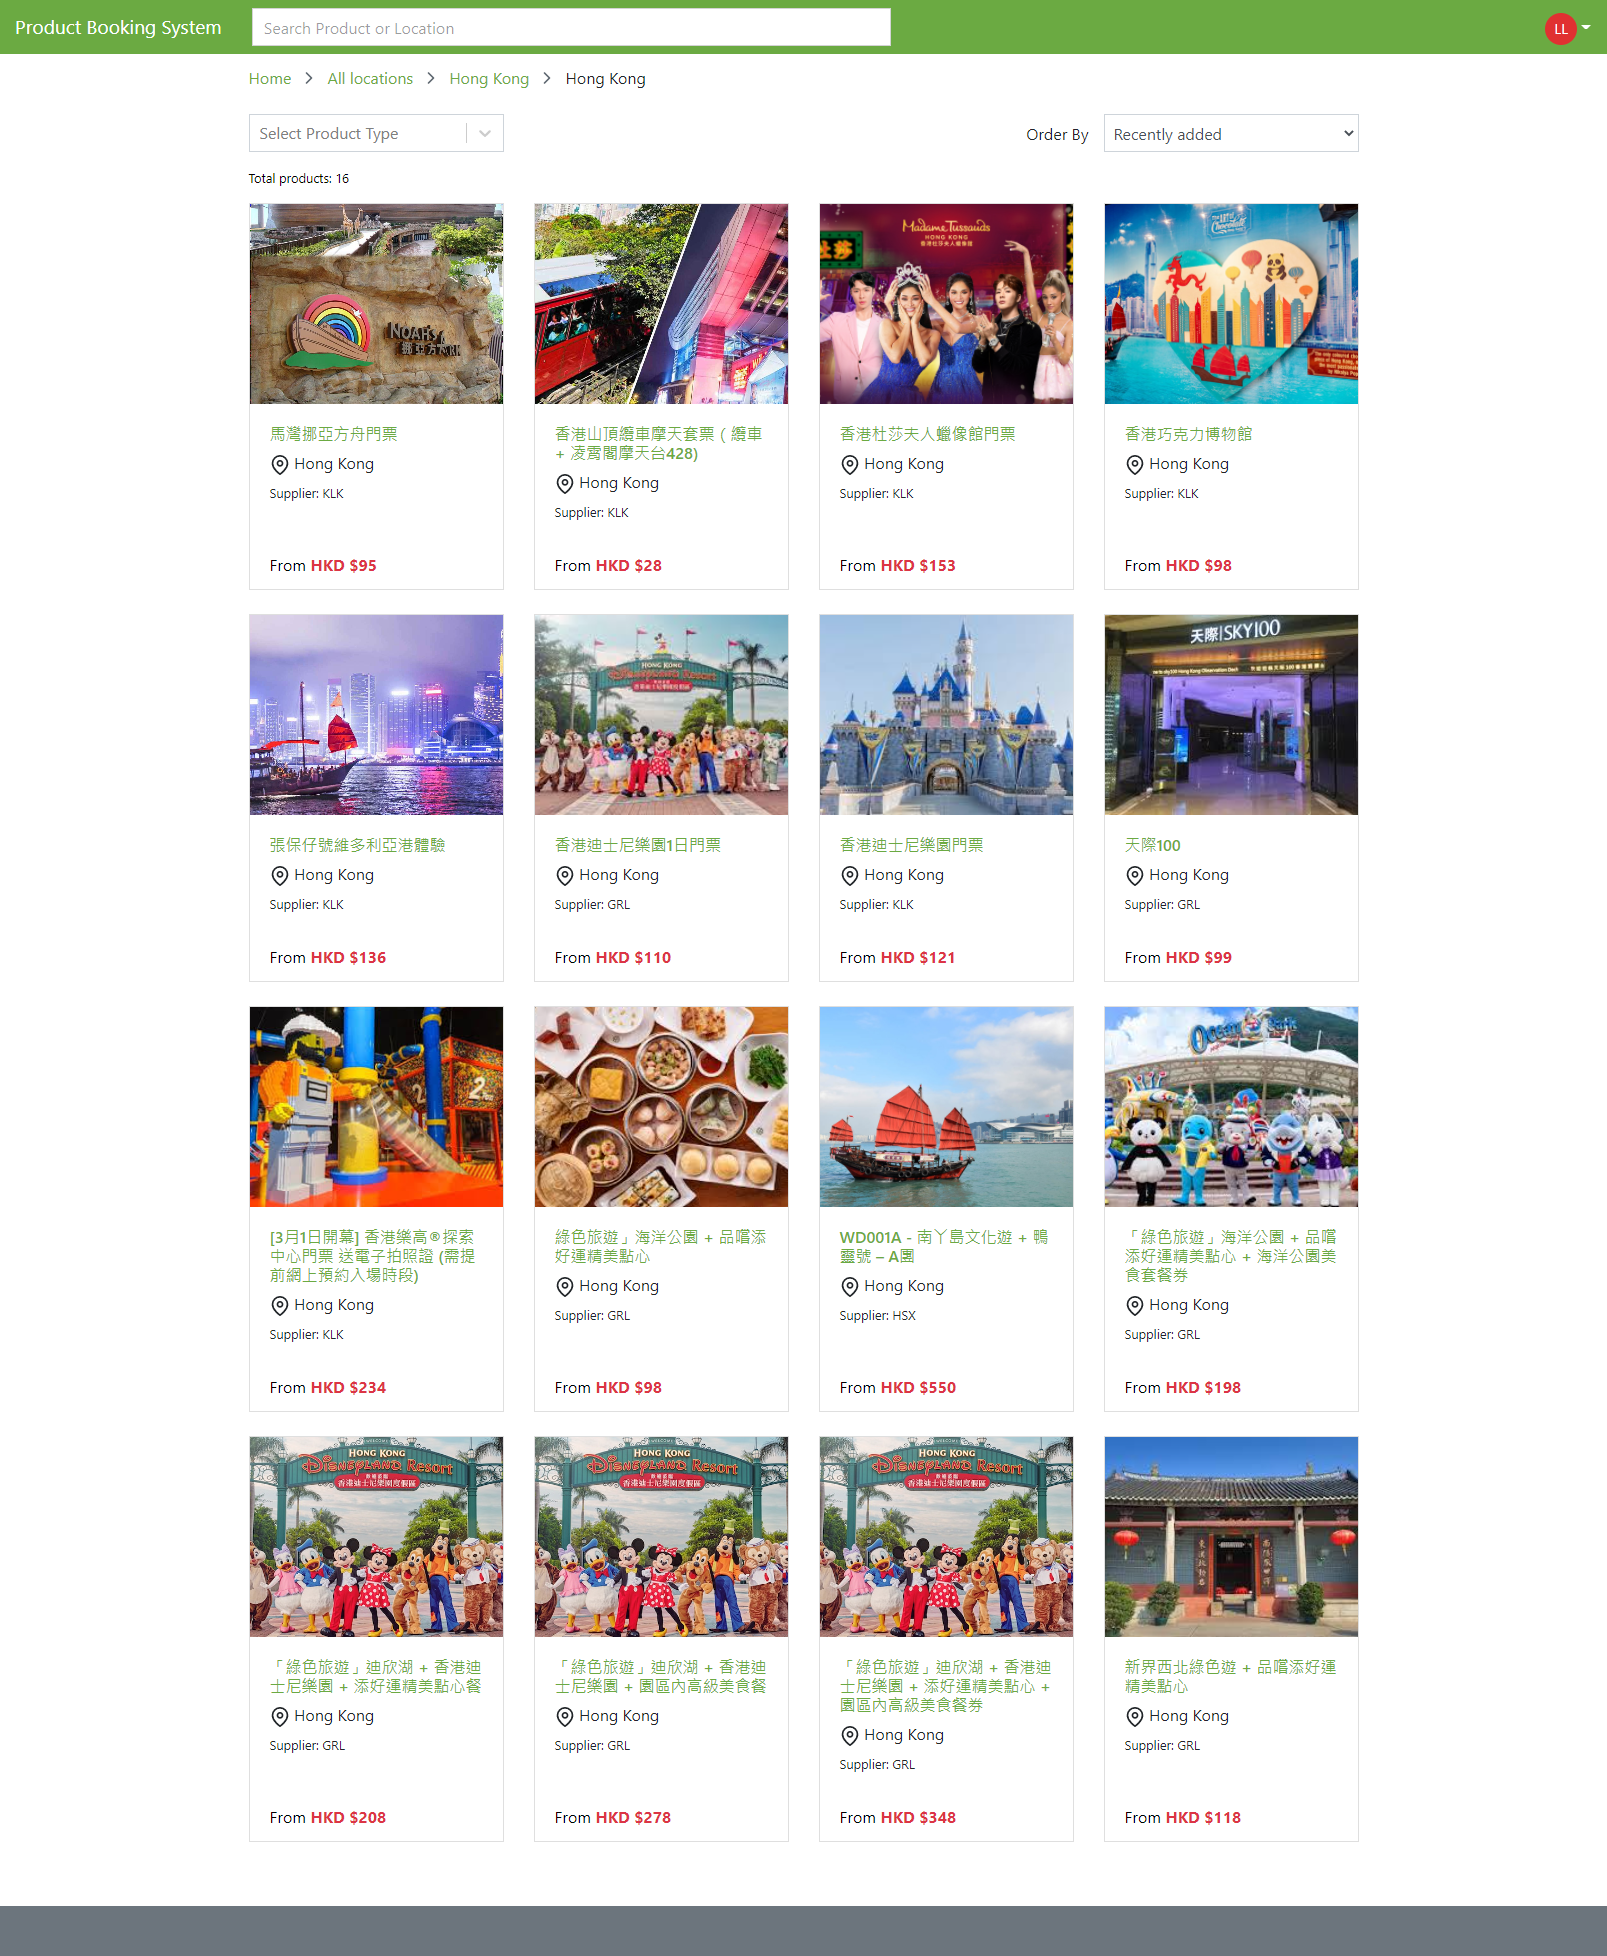 Product Booking System
Search Product or Location
LL
Home > All locations > Hong Kong > Hong Kong
Select Product Type
Order By
Recently added
Total products: 16
NOAH'S
挪亞方
馬灣挪亞方舟門票
Hong Kong
Supplier: KLK
From HKD $95
香港山頂纜車摩天套票 ( 纜車
+ 凌霄閣摩天台428)
Hong Kong
Supplier: KLK
From HKD $28
Madame Tussauds
HONG KONG
香港杜莎夫人蠟像館
香港杜莎夫人蠟像館門票
Hong Kong
Supplier: KLK
From HKD $153
香港巧克力博物館
Hong Kong
Supplier: KLK
From HKD $98
張保仔號維多利亞港體驗
Hong Kong
Supplier: KLK
From HKD $136
HONG KONG
Disneyland Resort
香港迪士尼樂園度假區
香港迪士尼樂園1日門票
Hong Kong
Supplier: GRL
From HKD $110
香港迪士尼樂園門票
Hong Kong
Supplier: KLK
From HKD $121
天際|SKY100
天際100
Hong Kong
Supplier: GRL
From HKD $99
2
[3月1日開幕] 香港樂高®探索
中心門票 送電子拍照證 (需提
前網上預約入場時段)
Hong Kong
Supplier: KLK
From HKD $234
綠色旅遊」海洋公園 + 品嚐添
好運精美點心
Hong Kong
Supplier: GRL
From HKD $98
WD001A - 南丫島文化遊 + 鴨
靈號 – A團
Hong Kong
Supplier: HSX
From HKD $550
Ocean Park
「綠色旅遊」海洋公園 + 品嚐
添好運精美點心 + 海洋公園美
食套餐券
Hong Kong
Supplier: GRL
From HKD $198
HONG KONG
Disneyland Resort
香港迪士尼樂園度假區
「綠色旅遊」迪欣湖 + 香港迪
士尼樂園 + 添好運精美點心餐
Hong Kong
Supplier: GRL
From HKD $208
HONG KONG
Disneyland Resort
香港迪士尼樂園度假區
「綠色旅遊」迪欣湖 + 香港迪
士尼樂園 + 園區內高級美食餐
Hong Kong
Supplier: GRL
From HKD $278
HONG KONG
Disneyland Resort
香港迪士尼樂園度假區
「綠色旅遊」迪欣湖 + 香港迪
士尼樂園 + 添好運精美點心 +
園區內高級美食餐券
Hong Kong
Supplier: GRL
From HKD $348
新界西北綠色遊 + 品嚐添好運
精美點心
Hong Kong
Supplier: GRL
From HKD $118